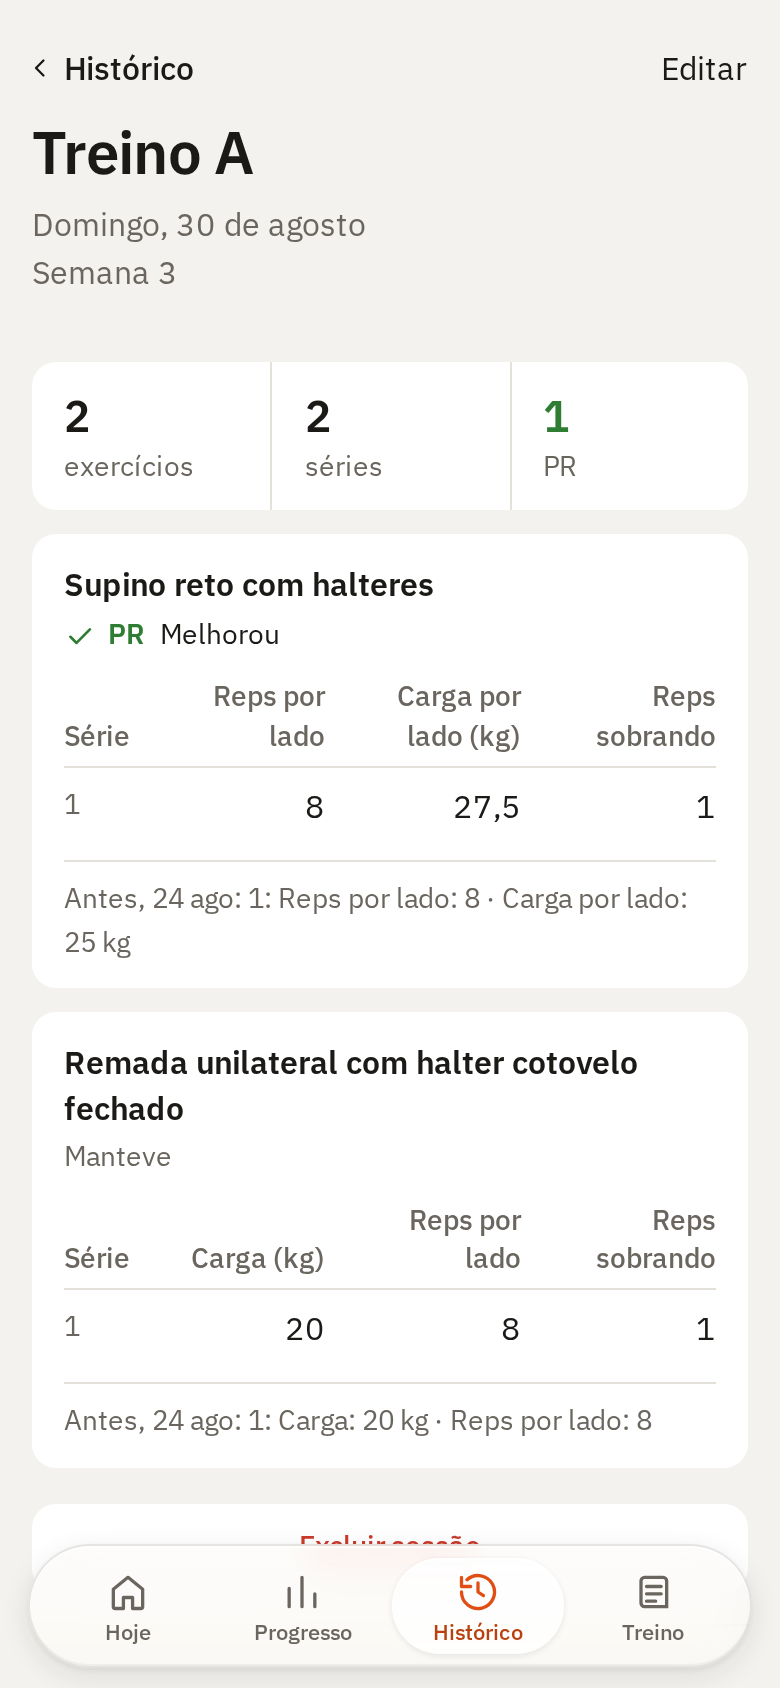 Histórico
Editar
Treino A
Domingo, 30 de agosto
Semana 3
2
exercícios
2
séries
1
PR
Supino reto com halteres
PR Melhorou
Série
Reps por
lado
Carga por
lado (kg)
Reps
sobrando
1 8 27,5 1
Antes, 24 ago: 1: Reps por lado: 8 · Carga por lado:
25 kg
Remada unilateral com halter cotovelo
fechado
Manteve
Série
Carga (kg)
Reps por
lado
Reps
sobrando
1 20 8 1
Antes, 24 ago: 1: Carga: 20 kg · Reps por lado: 8
Excluir sessão
Hoje
Progresso
Histórico
Treino